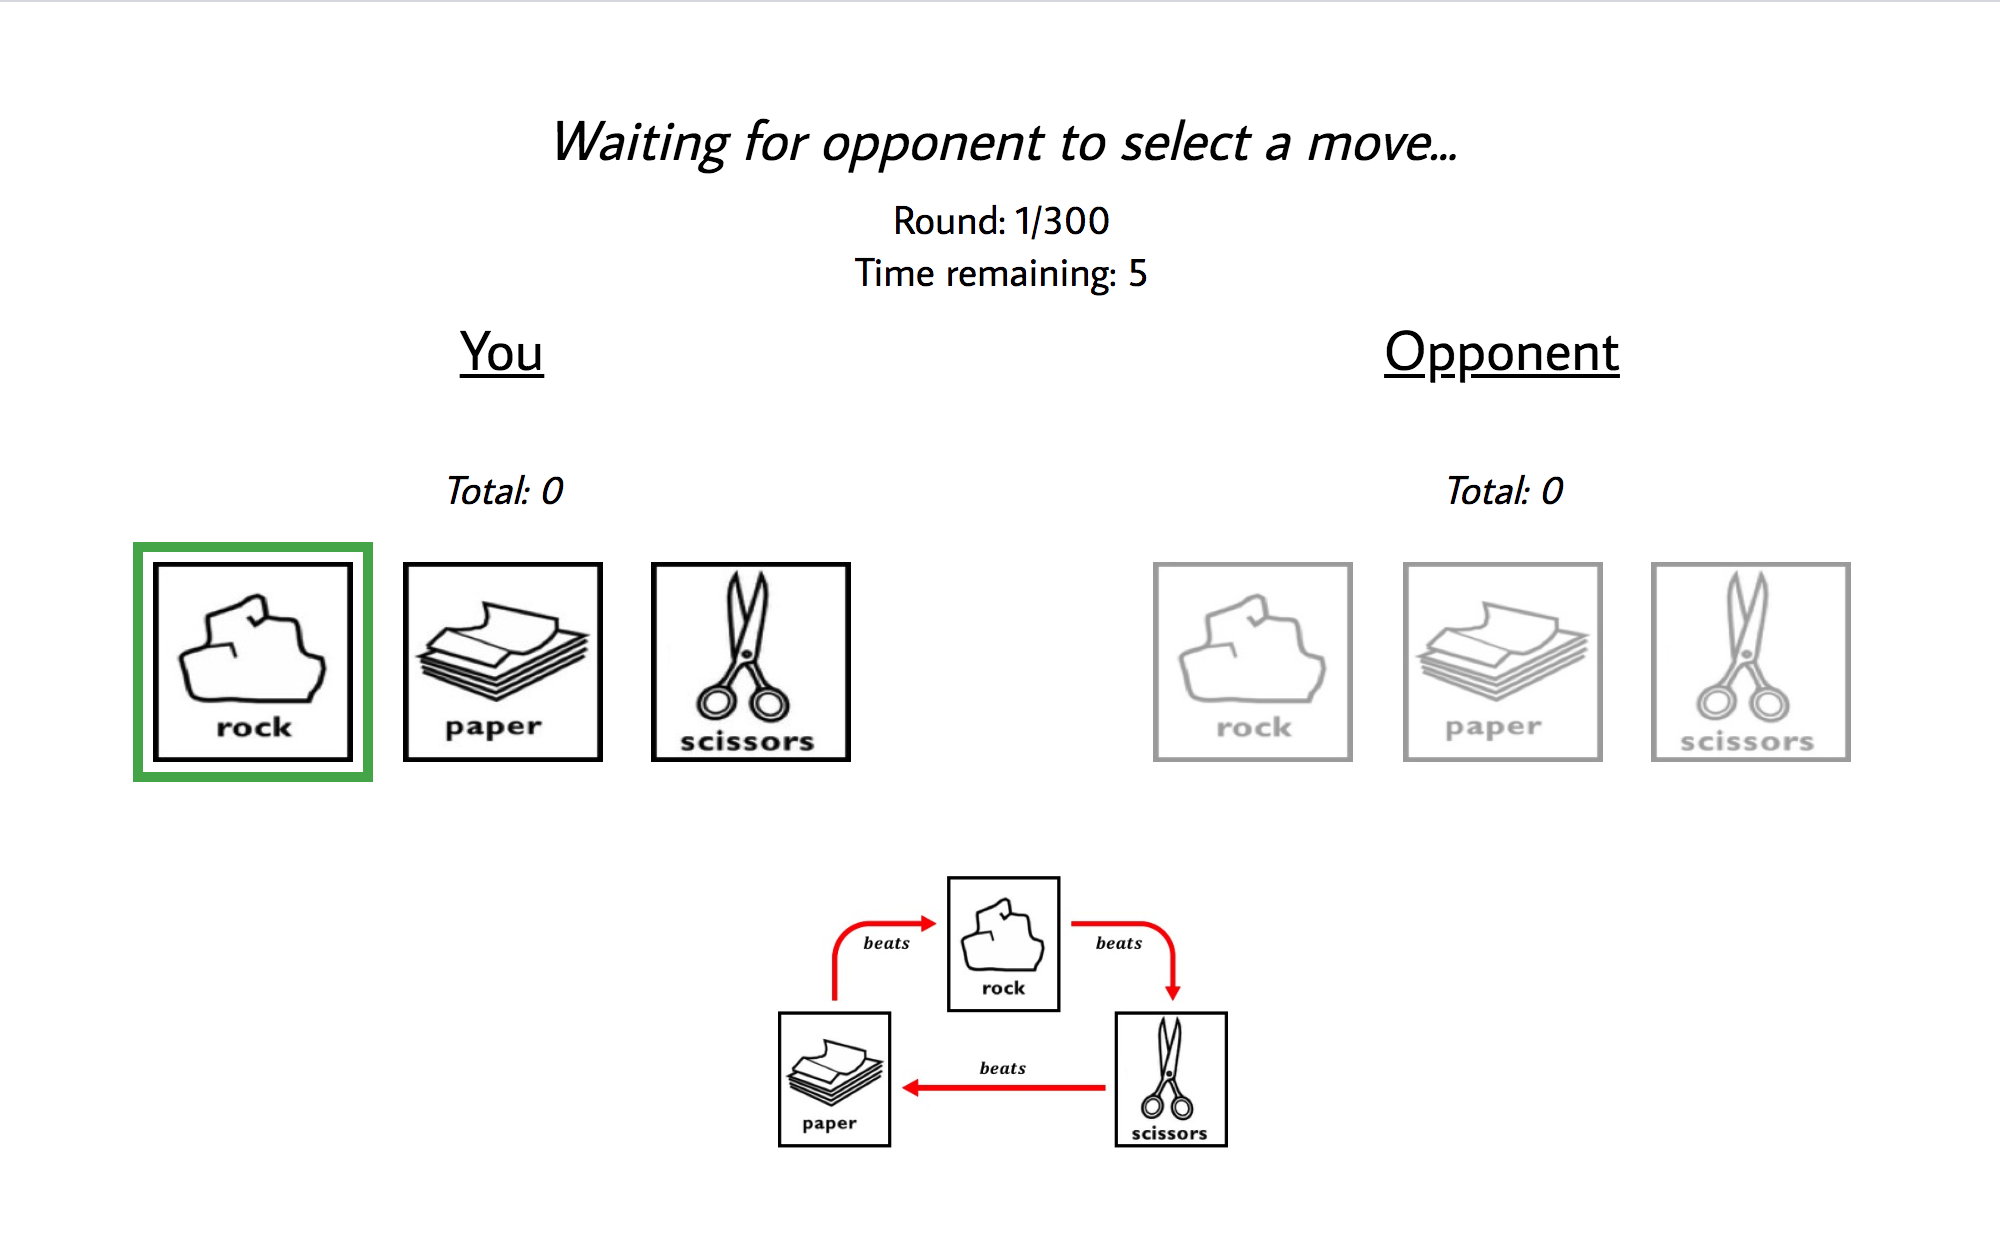 Waiting for opponent to select a move...
Round: 1/300
Time remaining: 5
You
Opponent
Total: 0
Total: 0
rock
paper
scissors
rock
paper
scissors
beats
rock
beats
paper
beats
scissors